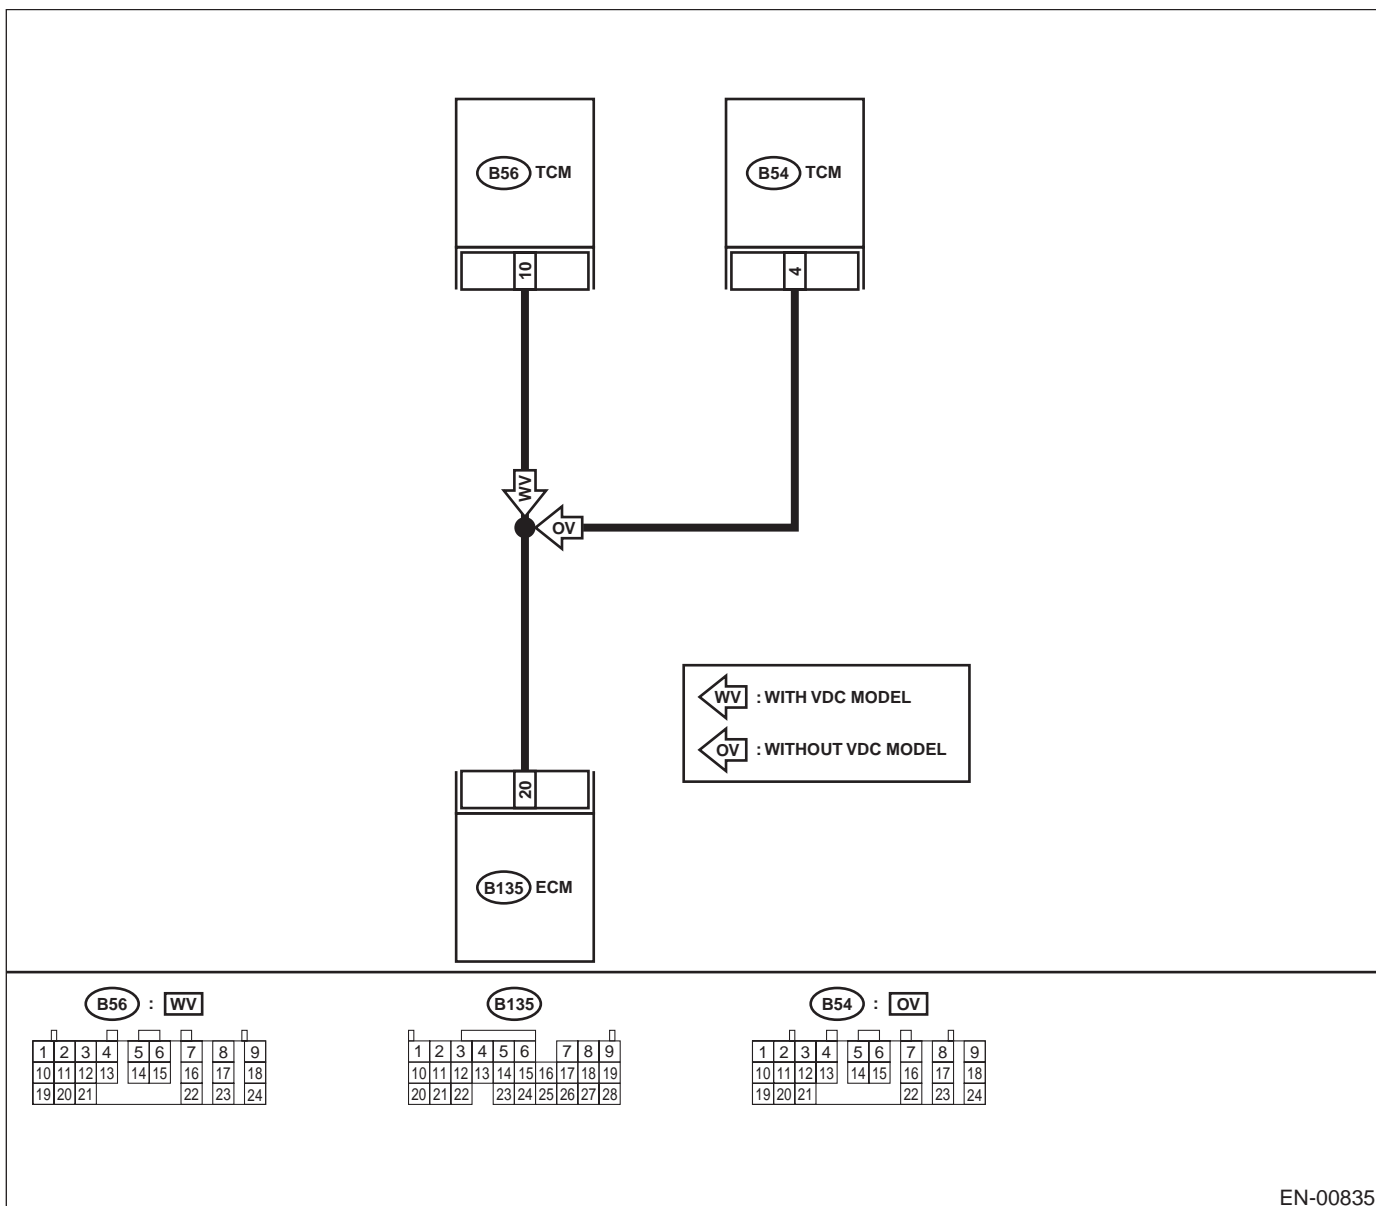 B56 TCM
B54 TCM
10
4
WV
OV
WV : WITH VDC MODEL
OV : WITHOUT VDC MODEL
20
B135 ECM
B56 : WV
1 2 3 4 5 6 7 8 9
10 11 12 13 14 15 16 17 18
19 20 21 22 23 24
B135
1 2 3 4 5 6 7 8 9
10 11 12 13 14 15 16 17 18 19
20 21 22 23 24 25 26 27 28
B54 : OV
1 2 3 4 5 6 7 8 9
10 11 12 13 14 15 16 17 18
19 20 21 22 23 24
EN-00835